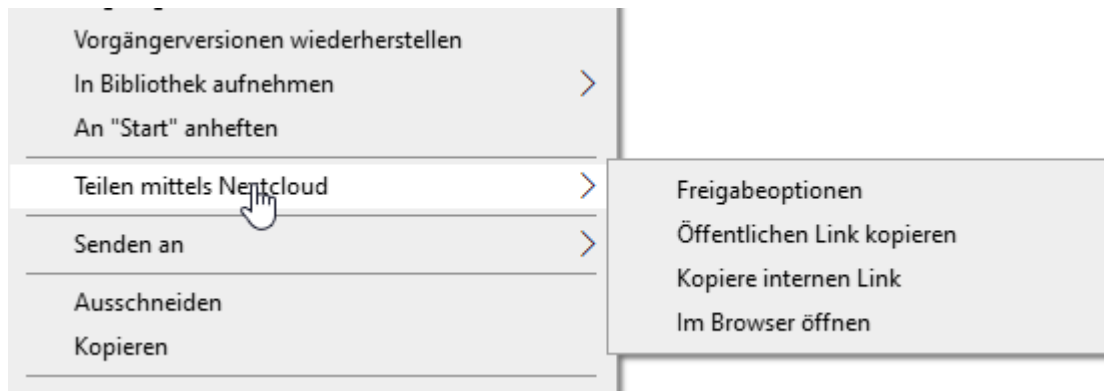 Vorgängerversionen wiederherstellen
In Bibliothek aufnehmen
An "Start" anheften
Teilen mittels Nextcloud
Senden an
Ausschneiden
Kopieren
Freigabeoptionen
Öffentlichen Link kopieren
Kopiere internen Link
Im Browser öffnen